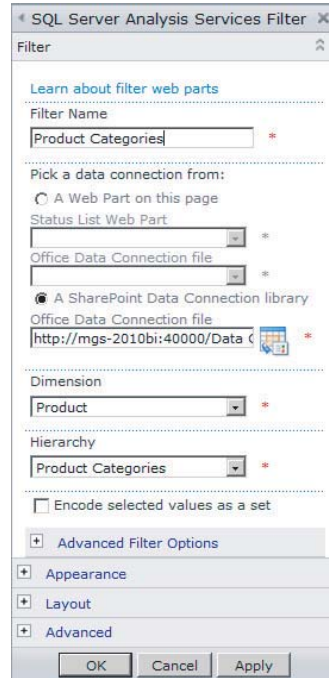 SQL Server Analysis Services Filter
Filter
Learn about filter web parts
Filter Name
Product Categories *
Pick a data connection from:
A Web Part on this page
Status List Web Part
*
Office Data Connection file
*
A SharePoint Data Connection library
Office Data Connection file
http://mgs-2010bi:40000/Data *
Dimension
Product *
Hierarchy
Product Categories *
Encode selected values as a set
Advanced Filter Options
Appearance
Layout
Advanced
OK Cancel Apply